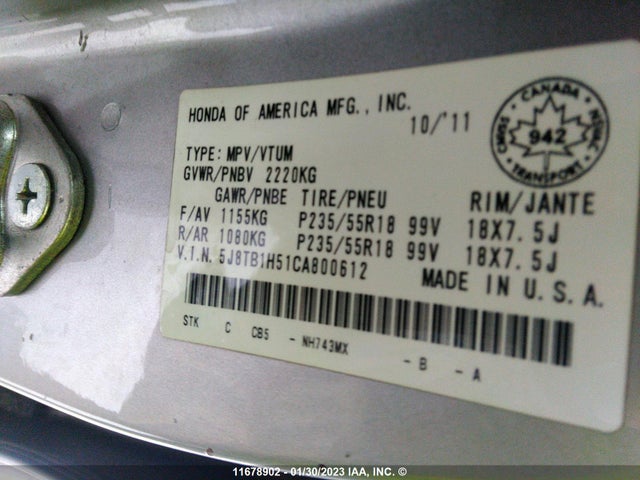 HONDA OF AMERICA MFG., INC.
10/'11
CANADA
CMVSS 942 NSVAC
TRANSPORT
TYPE: MPV/VTUM
GVWR/PNBV 2220KG
GAWR/PNBE TIRE/PNEU RIM/JANTE
F/AV 1155KG P235/55R18 99V 18X7.5J
R/AR 1080KG P235/55R18 99V 18X7.5J
V.I.N. 5J8TB1H51CA800612 MADE IN U.S.A.
STK C CB5 - NH743MX - B - A
11678902 - 01/30/2023 IAA, INC. ©